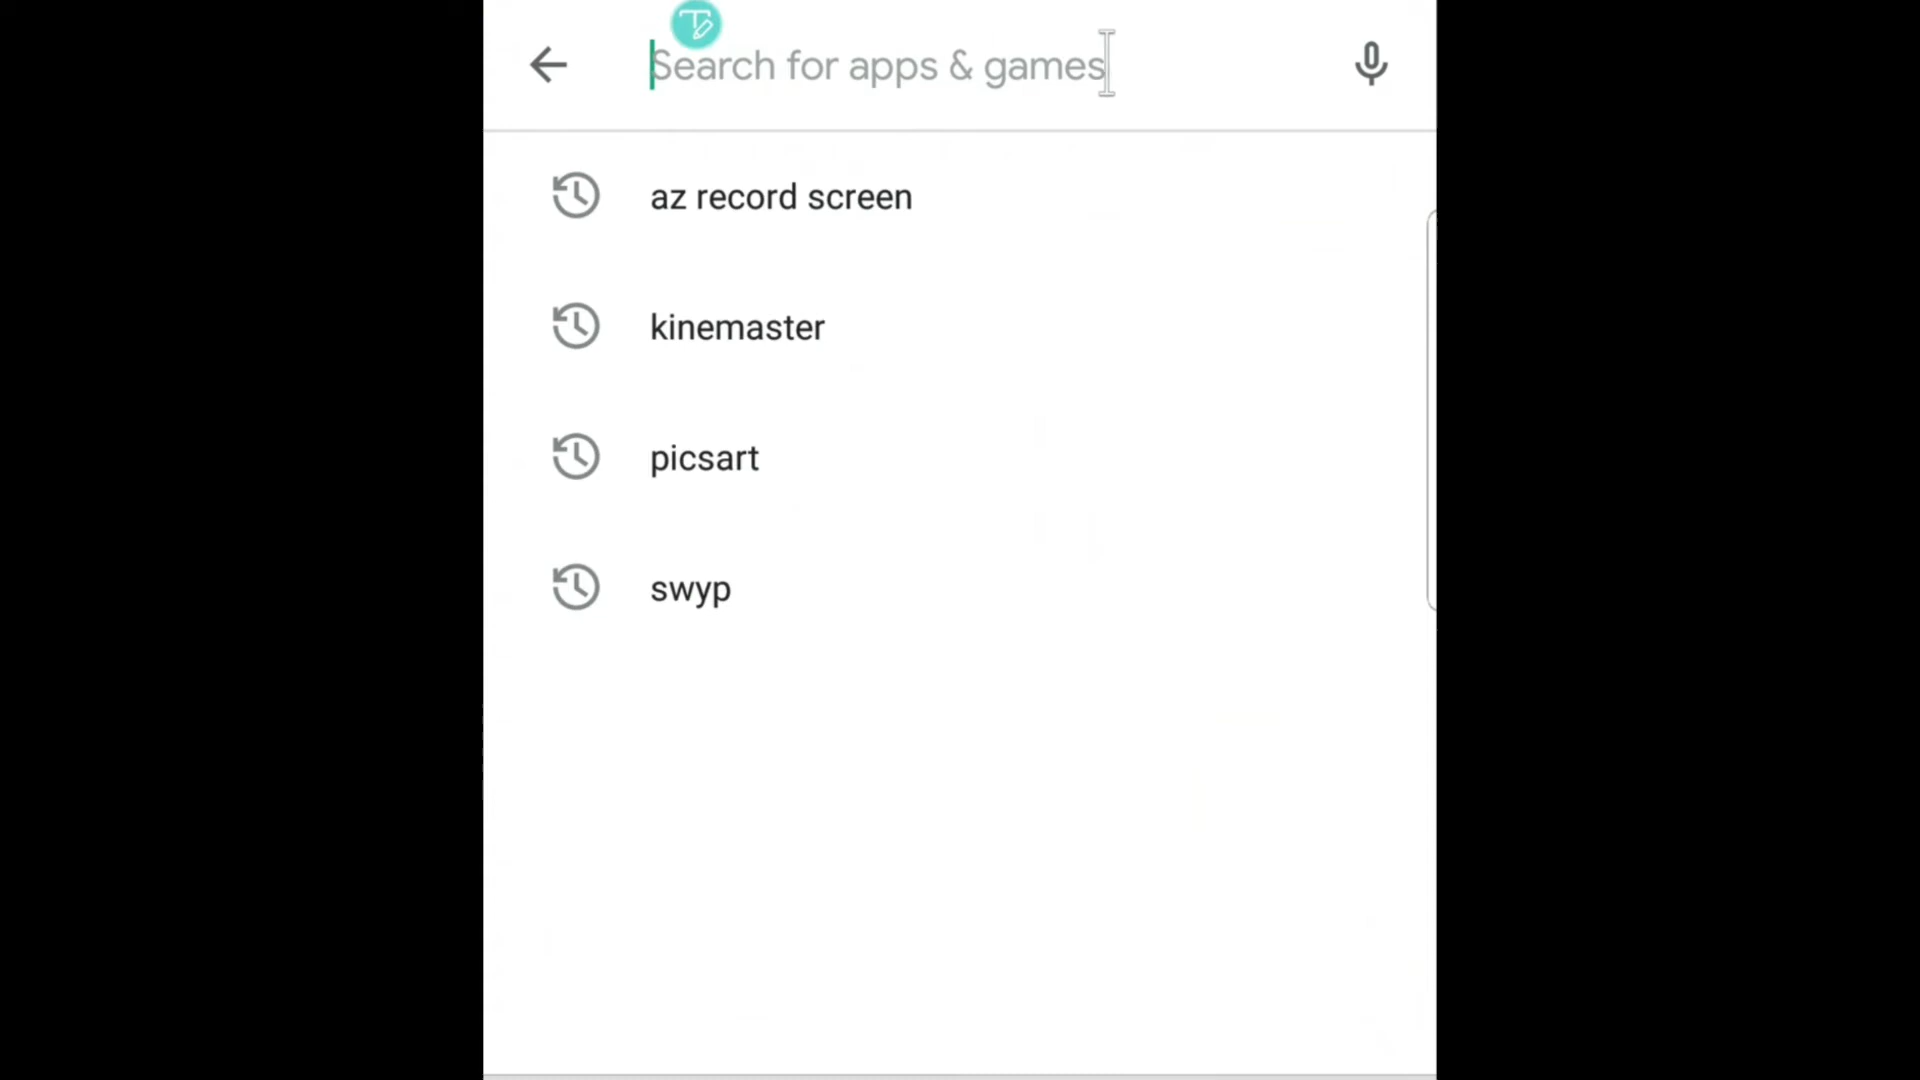 Search for apps & games
az record screen
kinemaster
picsart
swyp